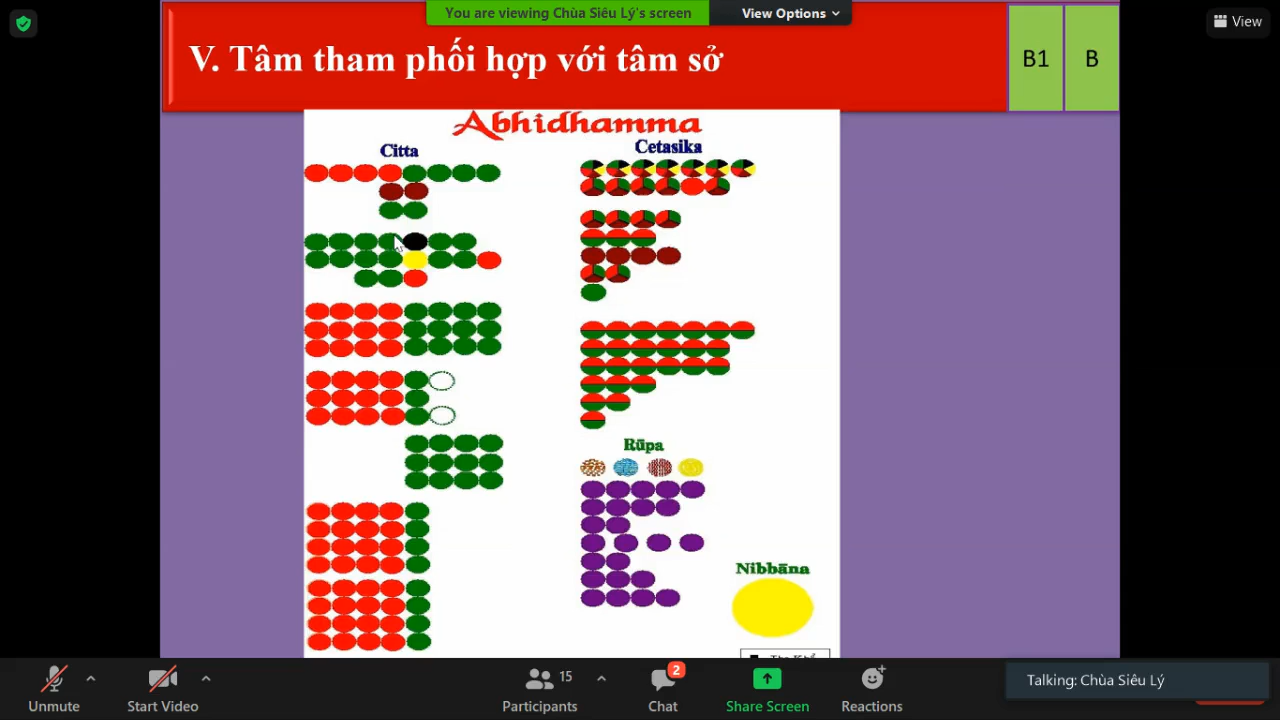 You are viewing Chùa Siêu Lý's screen
View Options
View
V. Tâm tham phối hợp với tâm sở
B1
B
Abhidhamma
Citta
Cetasika
Rūpa
Nibbāna
Unmute
Start Video
15
Participants
2
Chat
Share Screen
Reactions
Talking: Chùa Siêu Lý